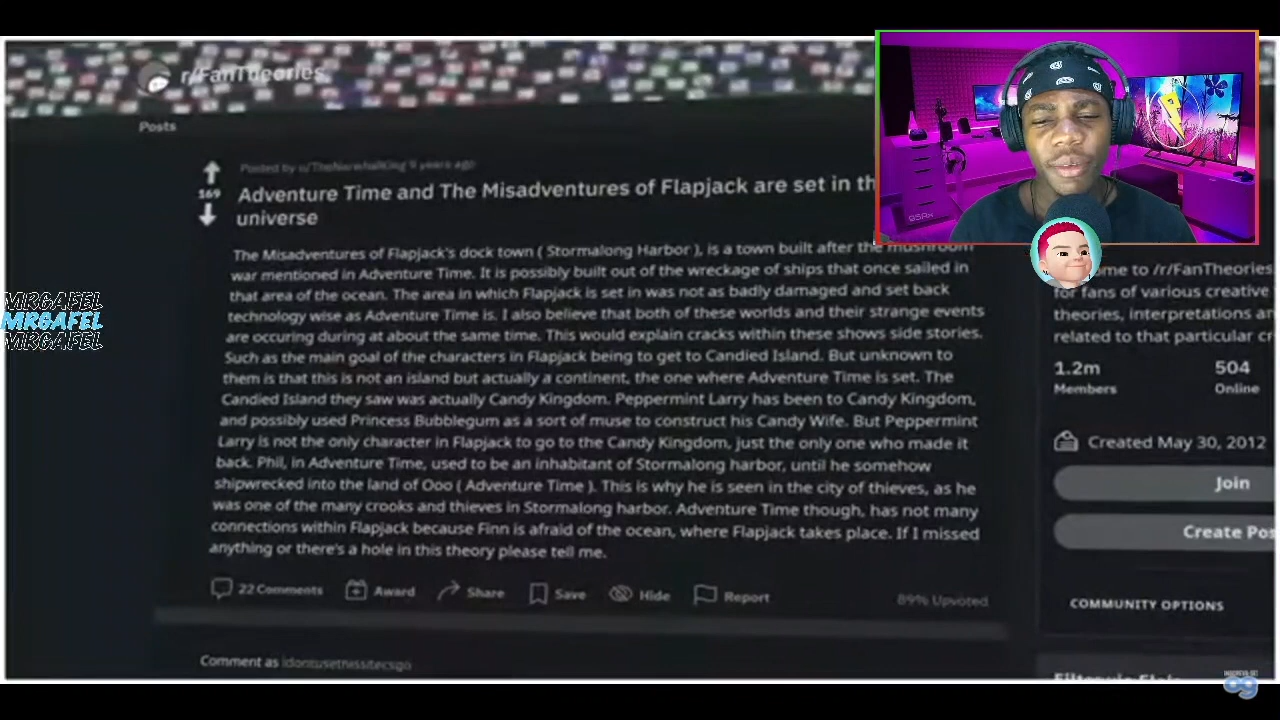 r/FanTheories
Posts
169
Adventure Time and The Misadventures of Flapjack are set in th
universe
The Misadventures of Flapjack's dock town ( Stormalong Harbor ), is a town built after the mushroom
war mentioned in Adventure Time. It is possibly built out of the wreckage of ships that once sailed in
that area of the ocean. The area in which Flapjack is set in was not as badly damaged and set back
technology wise as Adventure Time is. I also believe that both of these worlds and their strange events
are occuring during at about the same time. This would explain cracks within these shows side stories.
Such as the main goal of the characters in Flapjack being to get to Candied Island. But unknown to
them is that this is not an island but actually a continent, the one where Adventure Time is set. The
Candied Island they saw was actually Candy Kingdom. Peppermint Larry has been to Candy Kingdom,
and possibly used Princess Bubblegum as a sort of muse to construct his Candy Wife. But Peppermint
Larry is not the only character in Flapjack to go to the Candy Kingdom, just the only one who made it
back. Phil, in Adventure Time, used to be an inhabitant of Stormalong harbor, until he somehow
shipwrecked into the land of Ooo ( Adventure Time ). This is why he is seen in the city of thieves, as he
was one of the many crooks and thieves in Stormalong harbor. Adventure Time though, has not many
connections within Flapjack because Finn is afraid of the ocean, where Flapjack takes place. If I missed
anything or there's a hole in this theory please tell me.
22 Comments Award Share Save Hide Report 89% Upvoted
Comment as
me to /r/FanTheories
for fans of various creative
theories, interpretations an
related to that particular cr
1.2m 504
Members Online
Created May 30, 2012
Join
Create Pos
COMMUNITY OPTIONS
MRGAFEL
MRGAFEL
MRGAFEL